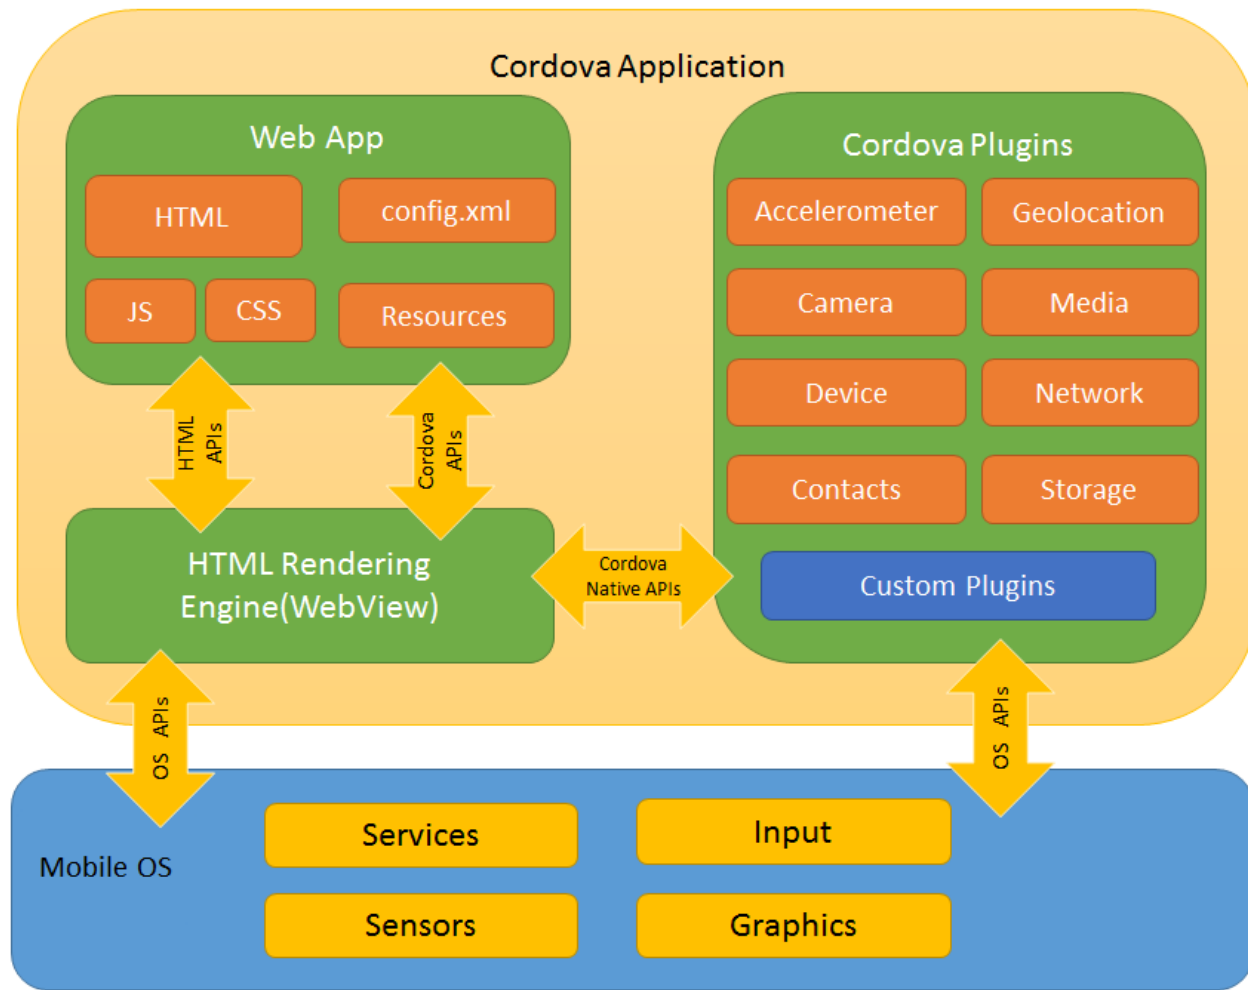 Cordova Application
Web App
HTML
config.xml
JS
CSS
Resources
HTML
APIs
Cordova
APIs
HTML Rendering
Engine(WebView)
Cordova
Native APIs
Cordova Plugins
Accelerometer
Geolocation
Camera
Media
Device
Network
Contacts
Storage
Custom Plugins
OS APIs
OS APIs
Mobile OS
Services
Input
Sensors
Graphics